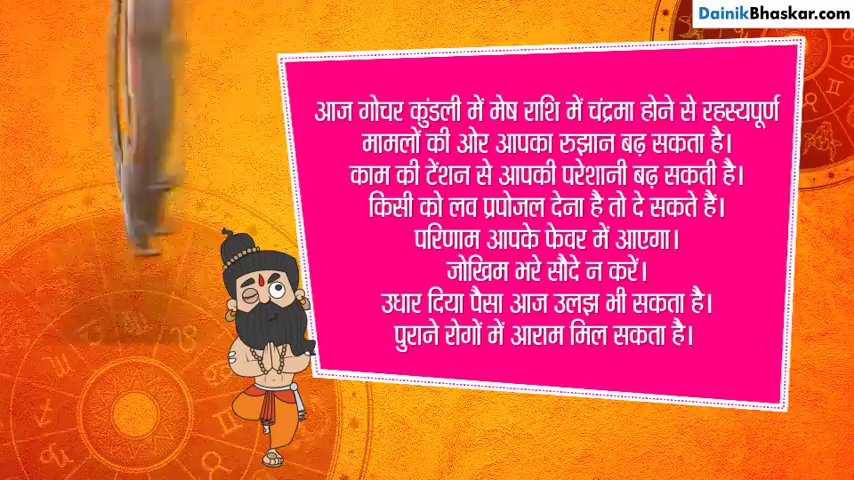 DainikBhaskar.com
आज गोचर कुंडली में मेष राशि में चंद्रमा होने से रहस्यपूर्ण
मामलों की ओर आपका रुझान बढ़ सकता है।
काम की टेंशन से आपकी परेशानी बढ़ सकती है।
किसी को लव प्रपोजल देना है तो दे सकते हैं।
परिणाम आपके फेवर में आएगा।
जोखिम भरे सौदे न करें।
उधार दिया पैसा आज उलझ भी सकता है।
पुराने रोगों में आराम मिल सकता है।